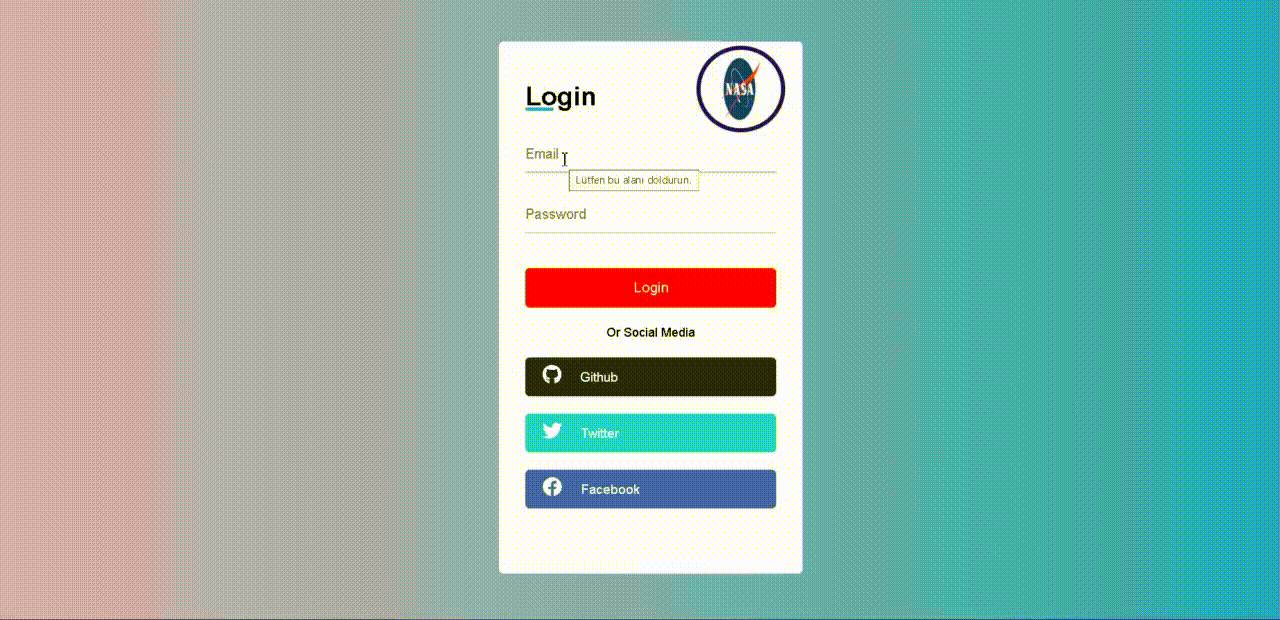 Login
NASA
Email
Lütfen bu alanı doldurun.
Password
Login
Or Social Media
Github
Twitter
Facebook